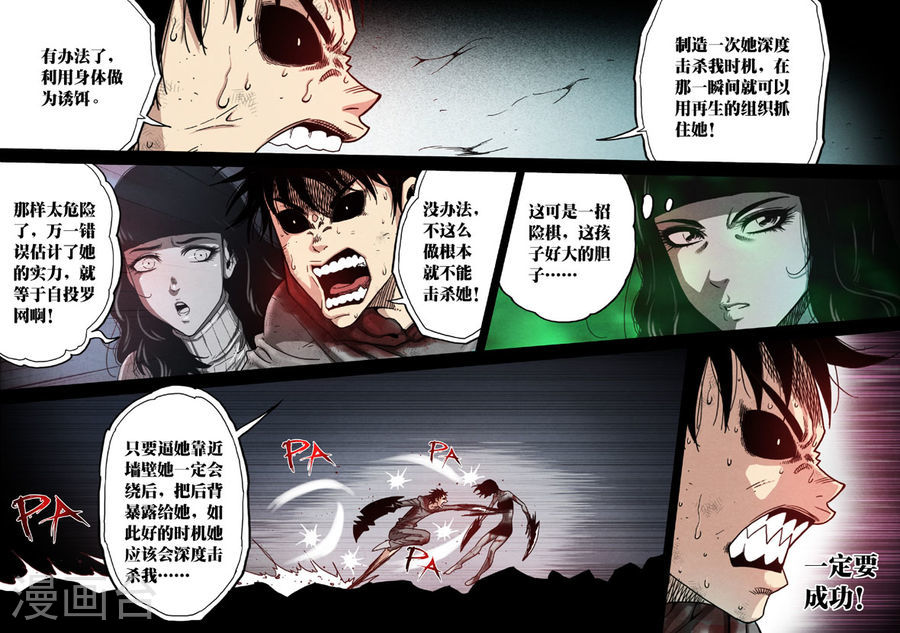 有办法了，
利用身体做
为诱饵。
制造一次她深度
击杀我时机，在
那一瞬间就可以
用再生的组织抓
住她！
那样太危险
了，万一错
误估计了她
的实力，就
等于自投罗
网啊！
没办法，
不这么
做根本
就不能
击杀她！
这可是一招
险棋，这孩
子好大的胆
子……
只要逼她靠近
墙壁她一定会
绕后，把后背
暴露给她，如
此好的时机她
应该会深度击
杀我……
PA
PA
PA
PA
一定要
成功！
漫画台